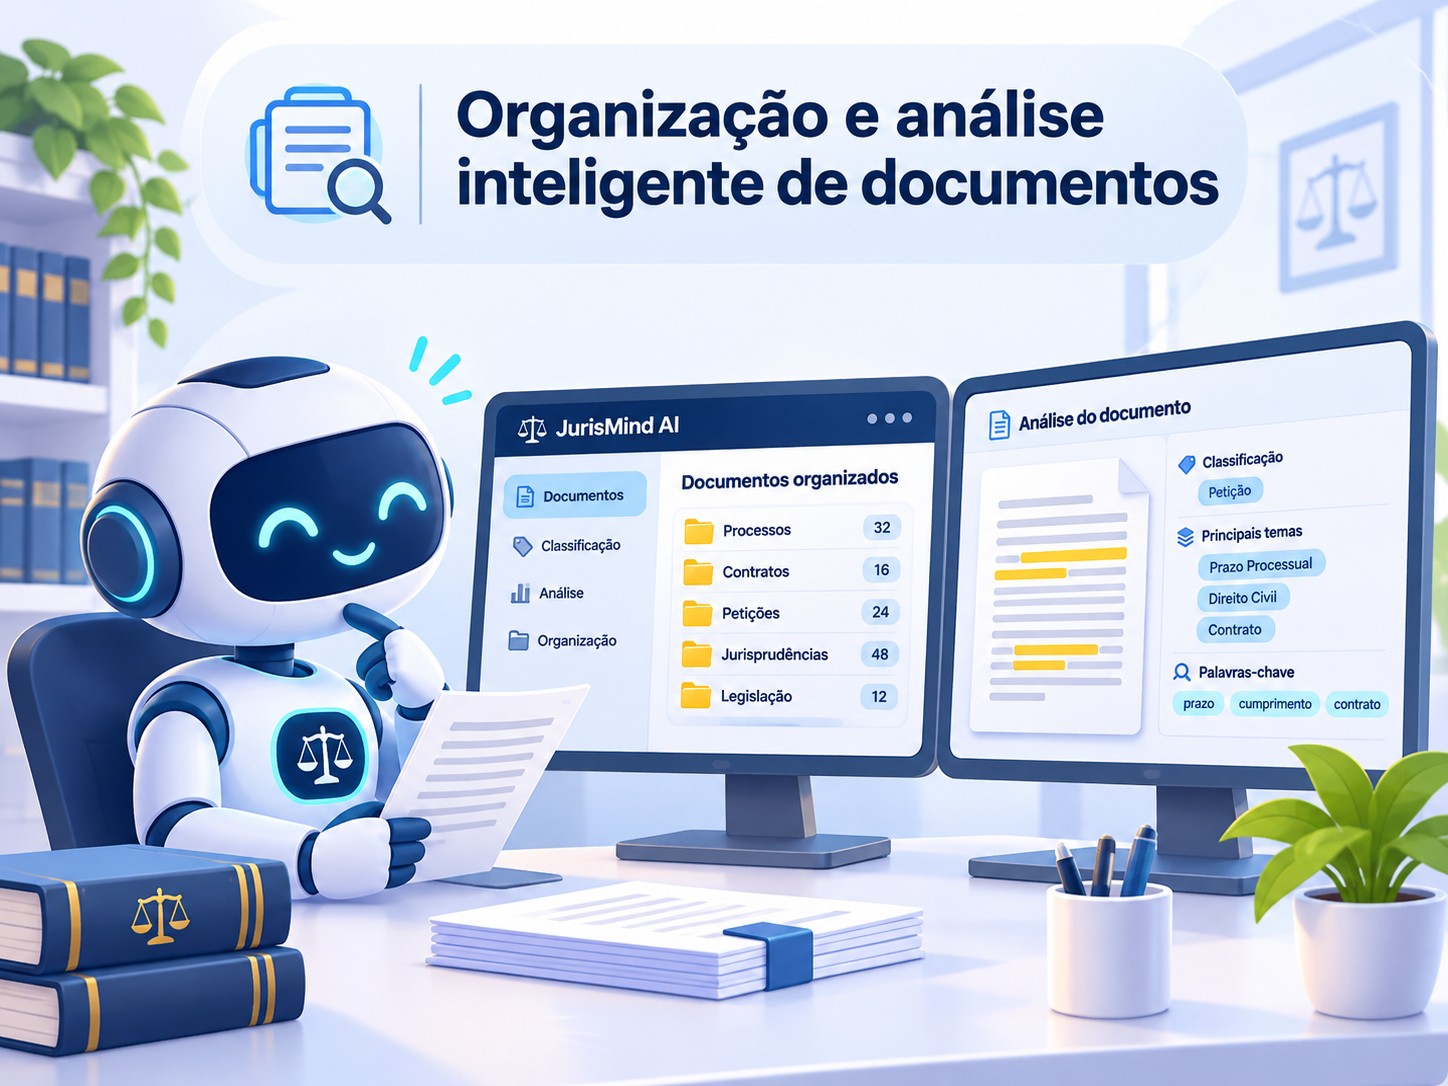 Organização e análise
inteligente de documentos
JurisMind AI
Documentos
Classificação
Análise
Organização
Documentos organizados
Processos 32
Contratos 16
Petições 24
Jurisprudências 48
Legislação 12
Análise do documento
Classificação
Petição
Principais temas
Prazo Processual
Direito Civil
Contrato
Palavras-chave
prazo cumprimento contrato